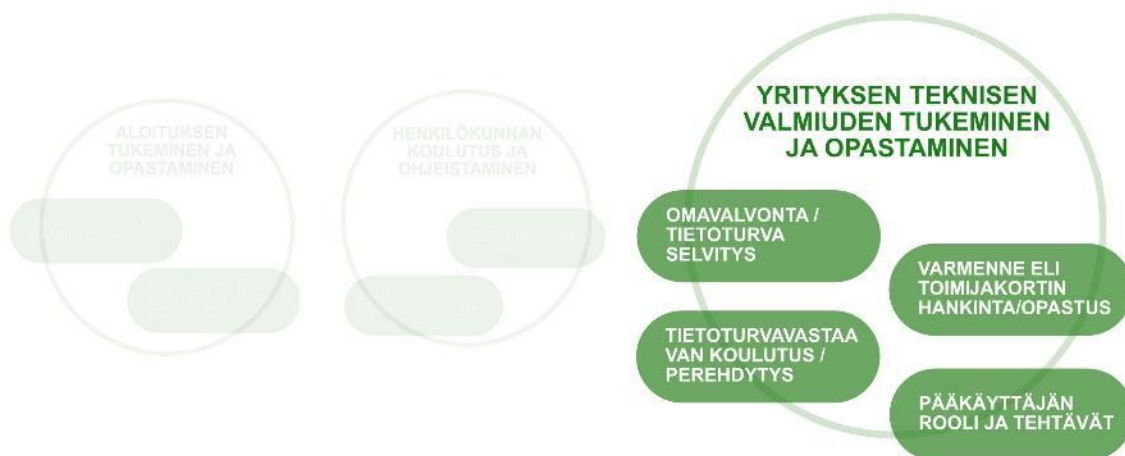 ALOITUKSEN
TUKEMINEN JA
OPASTAMINEN
HENKILÖKUNNAN
KOULUTUS JA
OHJEISTAMINEN
YRITYKSEN TEKNISEN
VALMIUDEN TUKEMINEN
JA OPASTAMINEN
OMAVALVONTA /
TIETOTURVA
SELVITYS
VARMENNE ELI
TOIMIJAKORTIN
HANKINTA/OPASTUS
TIETOTURVAVASTAA
VAN KOULUTUS /
PEREHDYTYS
PÄÄKÄYTTÄJÄN
ROOLI JA TEHTÄVÄT